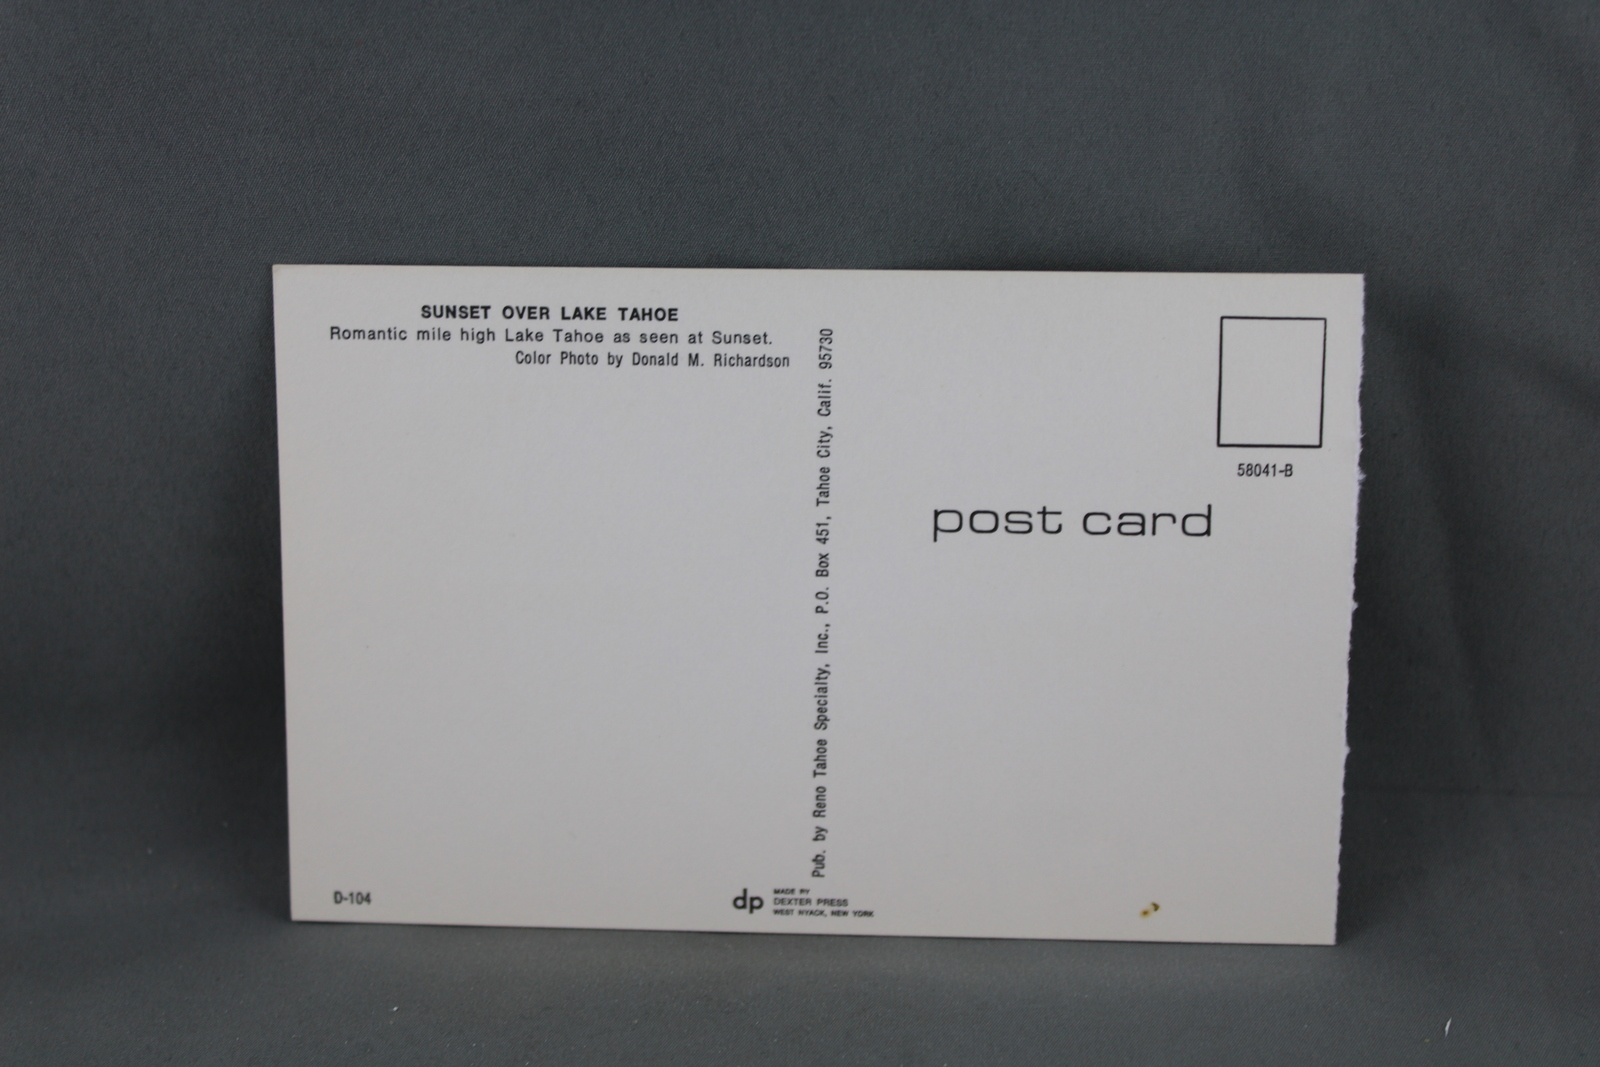 SUNSET OVER LAKE TAHOE
Romantic mile high Lake Tahoe as seen at Sunset.
Color Photo by Donald M. Richardson
Pub. by Reno Tahoe Specialty, Inc., P.O. Box 451, Tahoe City, Calif. 95730
58041-B
post card
D-104
dp
MADE BY
DEXTER PRESS
WEST NYACK, NEW YORK